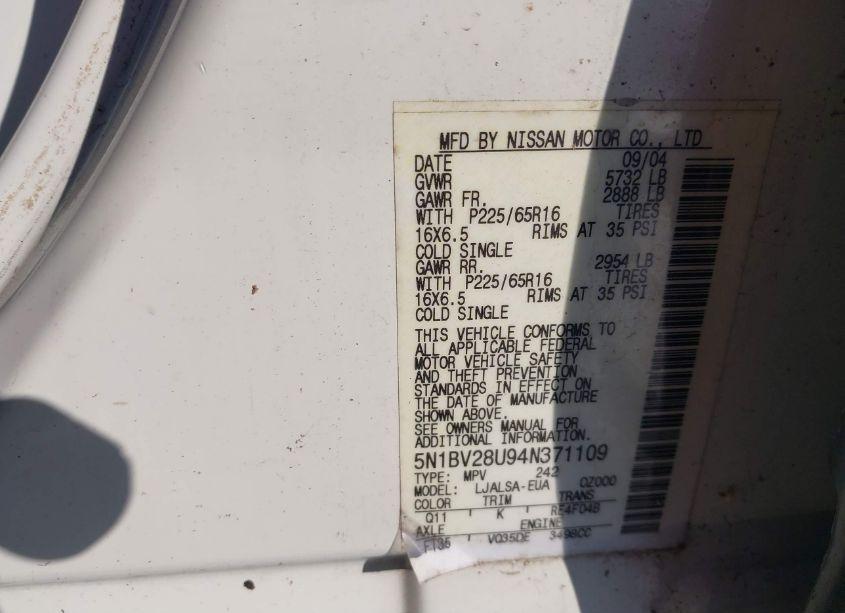 MFD BY NISSAN MOTOR CO., LTD
DATE 09/04
GVWR 5732 LB
GAWR FR. 2888 LB
WITH P225/65R16 TIRES
16X6.5 RIMS AT 35 PSI
COLD SINGLE
GAWR RR. 2954 LB
WITH P225/65R16 TIRES
16X6.5 RIMS AT 35 PSI
COLD SINGLE
THIS VEHICLE CONFORMS TO
ALL APPLICABLE FEDERAL
MOTOR VEHICLE SAFETY
AND THEFT PREVENTION
STANDARDS IN EFFECT ON
THE DATE OF MANUFACTURE
SHOWN ABOVE.
SEE OWNERS MANUAL FOR
ADDITIONAL INFORMATION.
5N1BV28U94N371109
TYPE: MPV 242
MODEL: LJALSA-EUA QZ000
COLOR TRIM TRANS
Q11 K RE4F04B
AXLE ENGINE
FT35 VQ35DE 3498CC